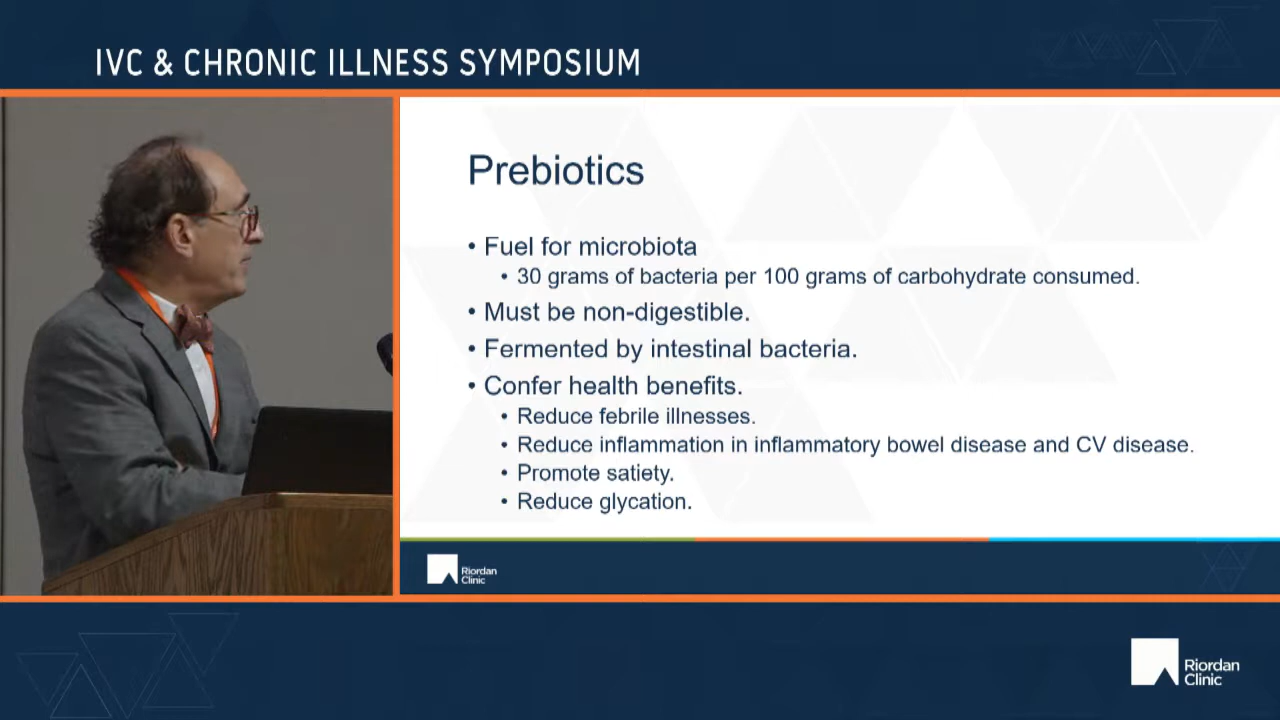 IVC & CHRONIC ILLNESS SYMPOSIUM
Prebiotics
• Fuel for microbiota
• 30 grams of bacteria per 100 grams of carbohydrate consumed.
• Must be non-digestible.
• Fermented by intestinal bacteria.
• Confer health benefits.
• Reduce febrile illnesses.
• Reduce inflammation in inflammatory bowel disease and CV disease.
• Promote satiety.
• Reduce glycation.
Riordan
Clinic
Riordan
Clinic